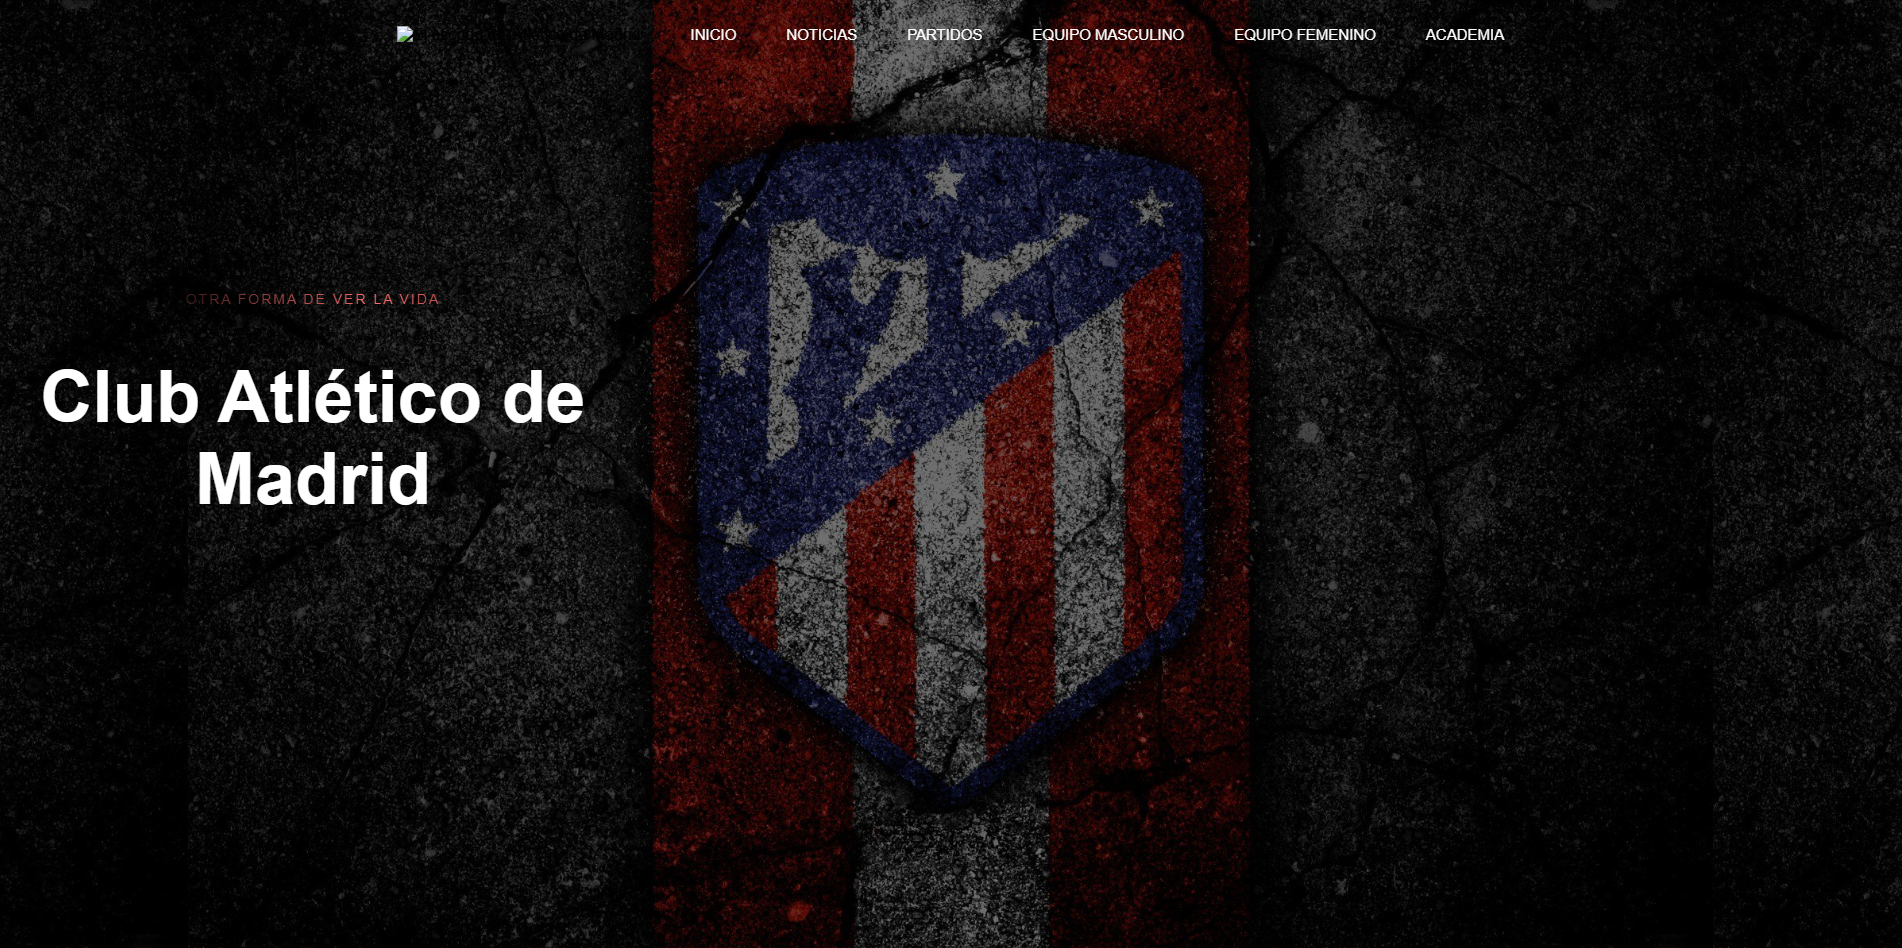 INICIO NOTICIAS PARTIDOS EQUIPO MASCULINO EQUIPO FEMENINO ACADEMIA
OTRA FORMA DE VER LA VIDA
Club Atlético de
Madrid